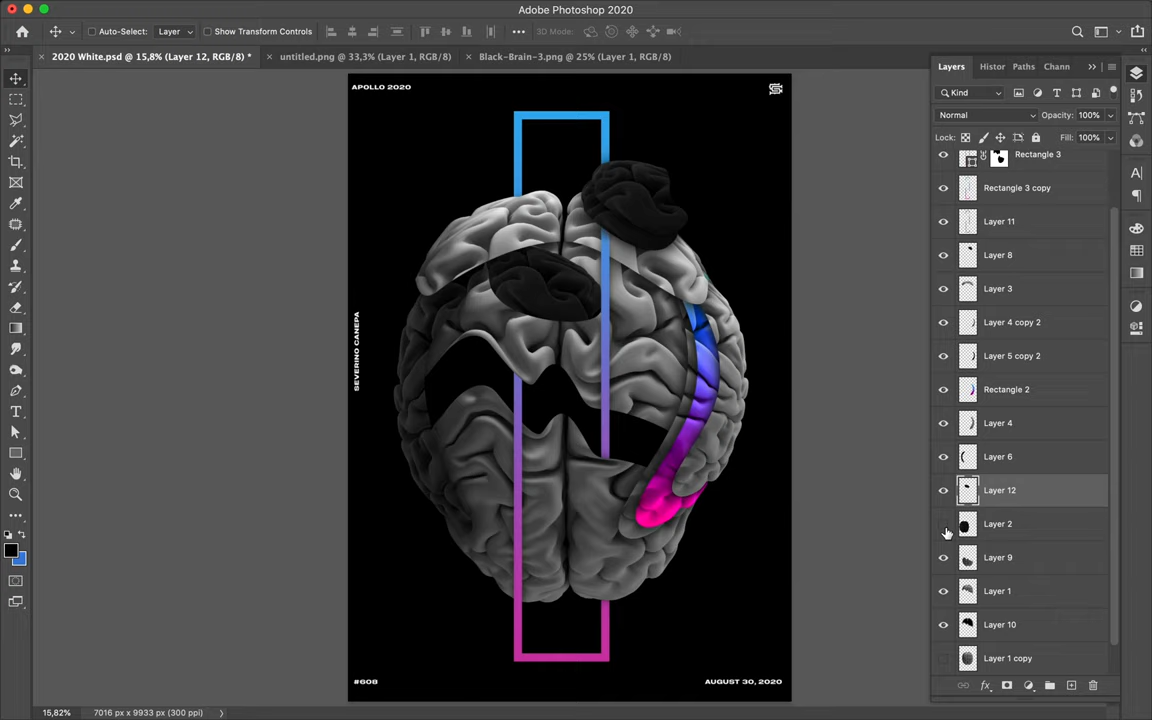 Adobe Photoshop 2020
Auto-Select: Layer Show Transform Controls 3D Mode:
2020 White.psd @ 15,8% (Layer 12, RGB/8) * untitled.png @ 33,3% (Layer 1, RGB/8) Black-Brain-3.png @ 25% (Layer 1, RGB/8)
Layers Histor Paths Chann
Kind
Normal Opacity: 100%
Lock: Fill: 100%
Rectangle 3
Rectangle 3 copy
Layer 11
Layer 8
Layer 3
Layer 4 copy 2
Layer 5 copy 2
Rectangle 2
Layer 4
Layer 6
Layer 12
Layer 2
Layer 9
Layer 1
Layer 10
Layer 1 copy
APOLLO 2020
SEVERINO CANEPA
#608
AUGUST 30, 2020
15,82% 7016 px x 9933 px (300 ppi)